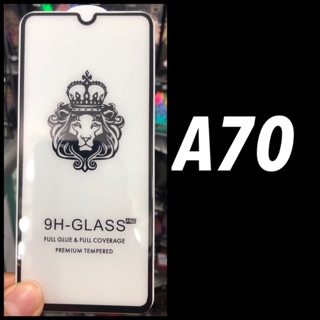 9H-GLASS PRO
FULL GLUE & FULL COVERAGE
PREMIUM TEMPERED
A70